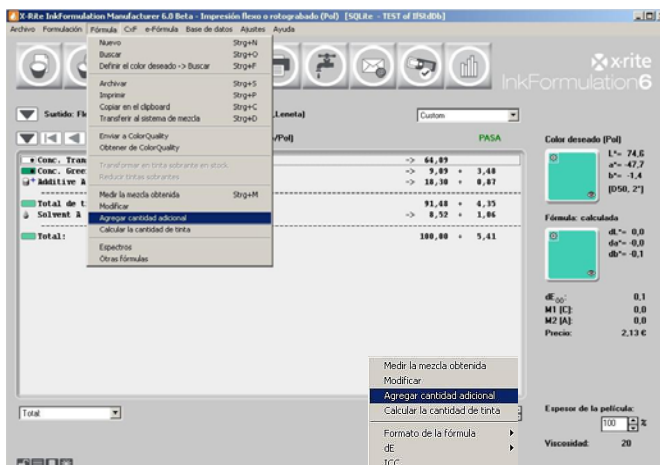 X-Rite InkFormulation Manufacturer 6.0 Beta - Impresión flexo o rotograbado (Pol) [SQLite - TEST of IfStdDb]
Archivo Formulación Fórmula CxF e-Fórmula Base de datos Ajustes Ayuda
Nuevo Strg+N
Buscar Strg+O
Definir el color deseado -> Buscar Strg+F
Archivar Strg+S
Imprimir Strg+P
Copiar en el clipboard Strg+C
Transferir al sistema de mezcla Strg+D
Enviar a ColorQuality
Obtener de ColorQuality
Transformar en tinta sobrante en stock
Reducir tintas sobrantes
Medir la mezcla obtenida Strg+M
Modificar
Agregar cantidad adicional
Calcular la cantidad de tinta
Espectros
Otras fórmulas
x-rite
InkFormulation6
Surtido: Fl
Leneta]
Custom
/Pol]
PASA
Conc. Tran -> 64,89
Conc. Gree -> 9,89 + 3,48
Additive A -> 18,30 + 0,87
Total de t 91,48 + 4,35
Solvent A -> 8,52 + 1,06
Total: 100,00 + 5,41
Color deseado [Pol]
L*= 74,6
a*= -47,7
b*= -1,4
[D50, 2°]
Fórmula: calculada
dL*= 0,0
da*= -0,0
db*= -0,1
dE00: 0,1
M1 [C]: 0,0
M2 [A]: 0,0
Precio: 2,13 €
Medir la mezcla obtenida
Modificar
Agregar cantidad adicional
Calcular la cantidad de tinta
Formato de la fórmula
dE
ICC
Total
Espesor de la película:
100 %
Viscosidad: 20